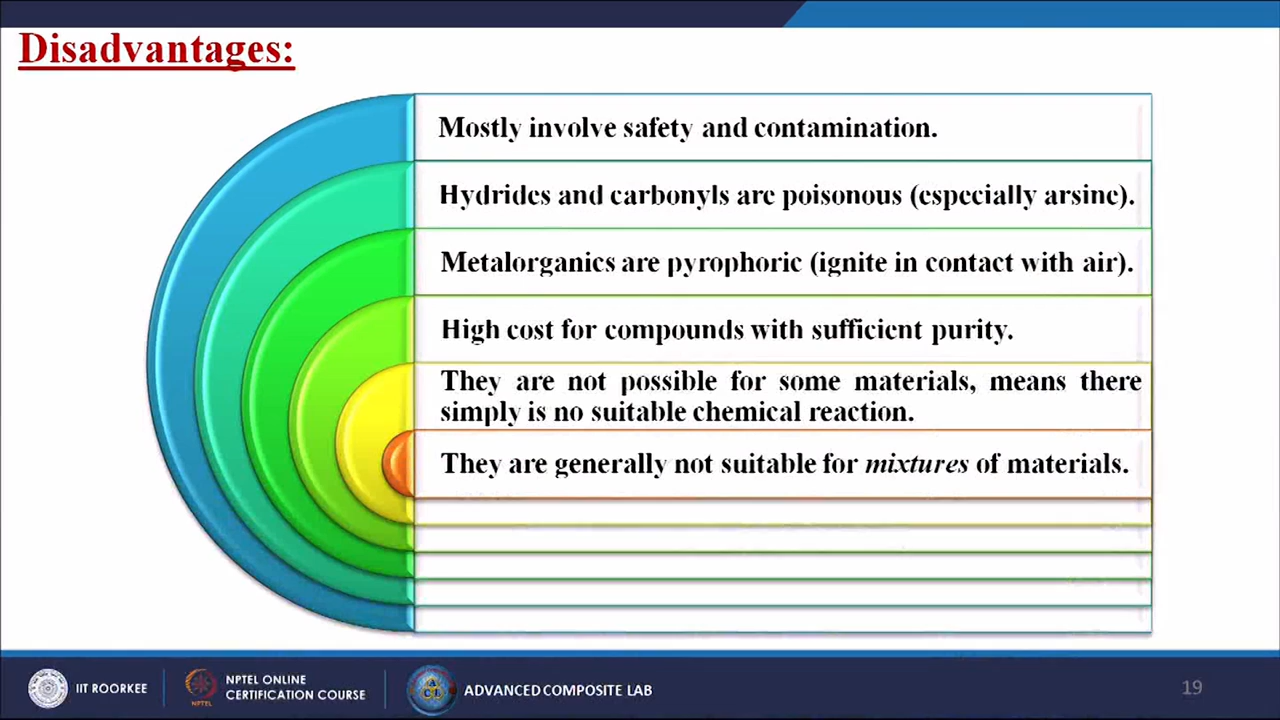 Disadvantages:
Mostly involve safety and contamination.
Hydrides and carbonyls are poisonous (especially arsine).
Metalorganics are pyrophoric (ignite in contact with air).
High cost for compounds with sufficient purity.
They are not possible for some materials, means there
simply is no suitable chemical reaction.
They are generally not suitable for mixtures of materials.
IIT ROORKEE
NPTEL
NPTEL ONLINE
CERTIFICATION COURSE
ACL
ADVANCED COMPOSITE LAB
19